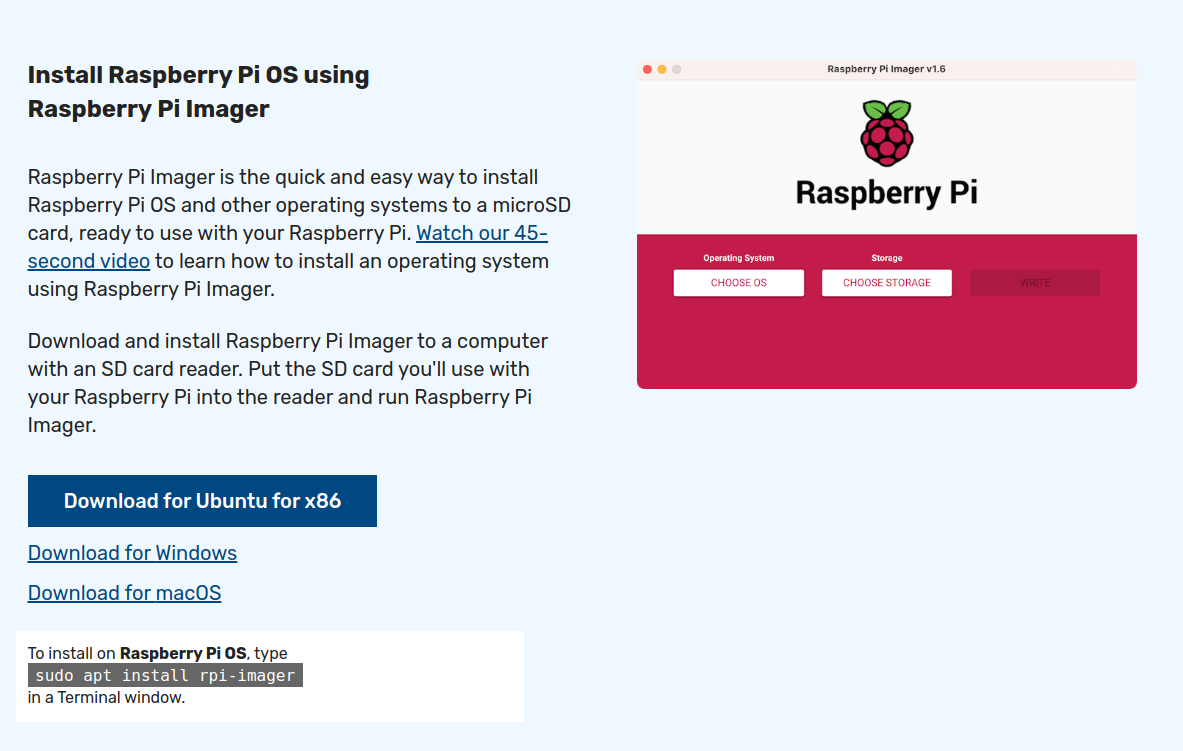 Install Raspberry Pi OS using
Raspberry Pi Imager
Raspberry Pi Imager is the quick and easy way to install
Raspberry Pi OS and other operating systems to a microSD
card, ready to use with your Raspberry Pi. Watch our 45-
second video to learn how to install an operating system
using Raspberry Pi Imager.
Download and install Raspberry Pi Imager to a computer
with an SD card reader. Put the SD card you'll use with
your Raspberry Pi into the reader and run Raspberry Pi
Imager.
Download for Ubuntu for x86
Download for Windows
Download for macOS
To install on Raspberry Pi OS, type
sudo apt install rpi-imager
in a Terminal window.
Raspberry Pi Imager v1.6
Raspberry Pi
Operating System
Storage
CHOOSE OS
CHOOSE STORAGE
WRITE